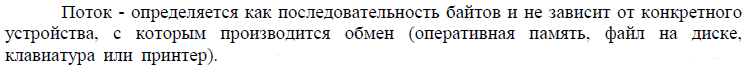 Поток - определяется как последовательность байтов и не зависит от конкретного
устройства, с которым производится обмен (оперативная память, файл на диске,
клавиатура или принтер).